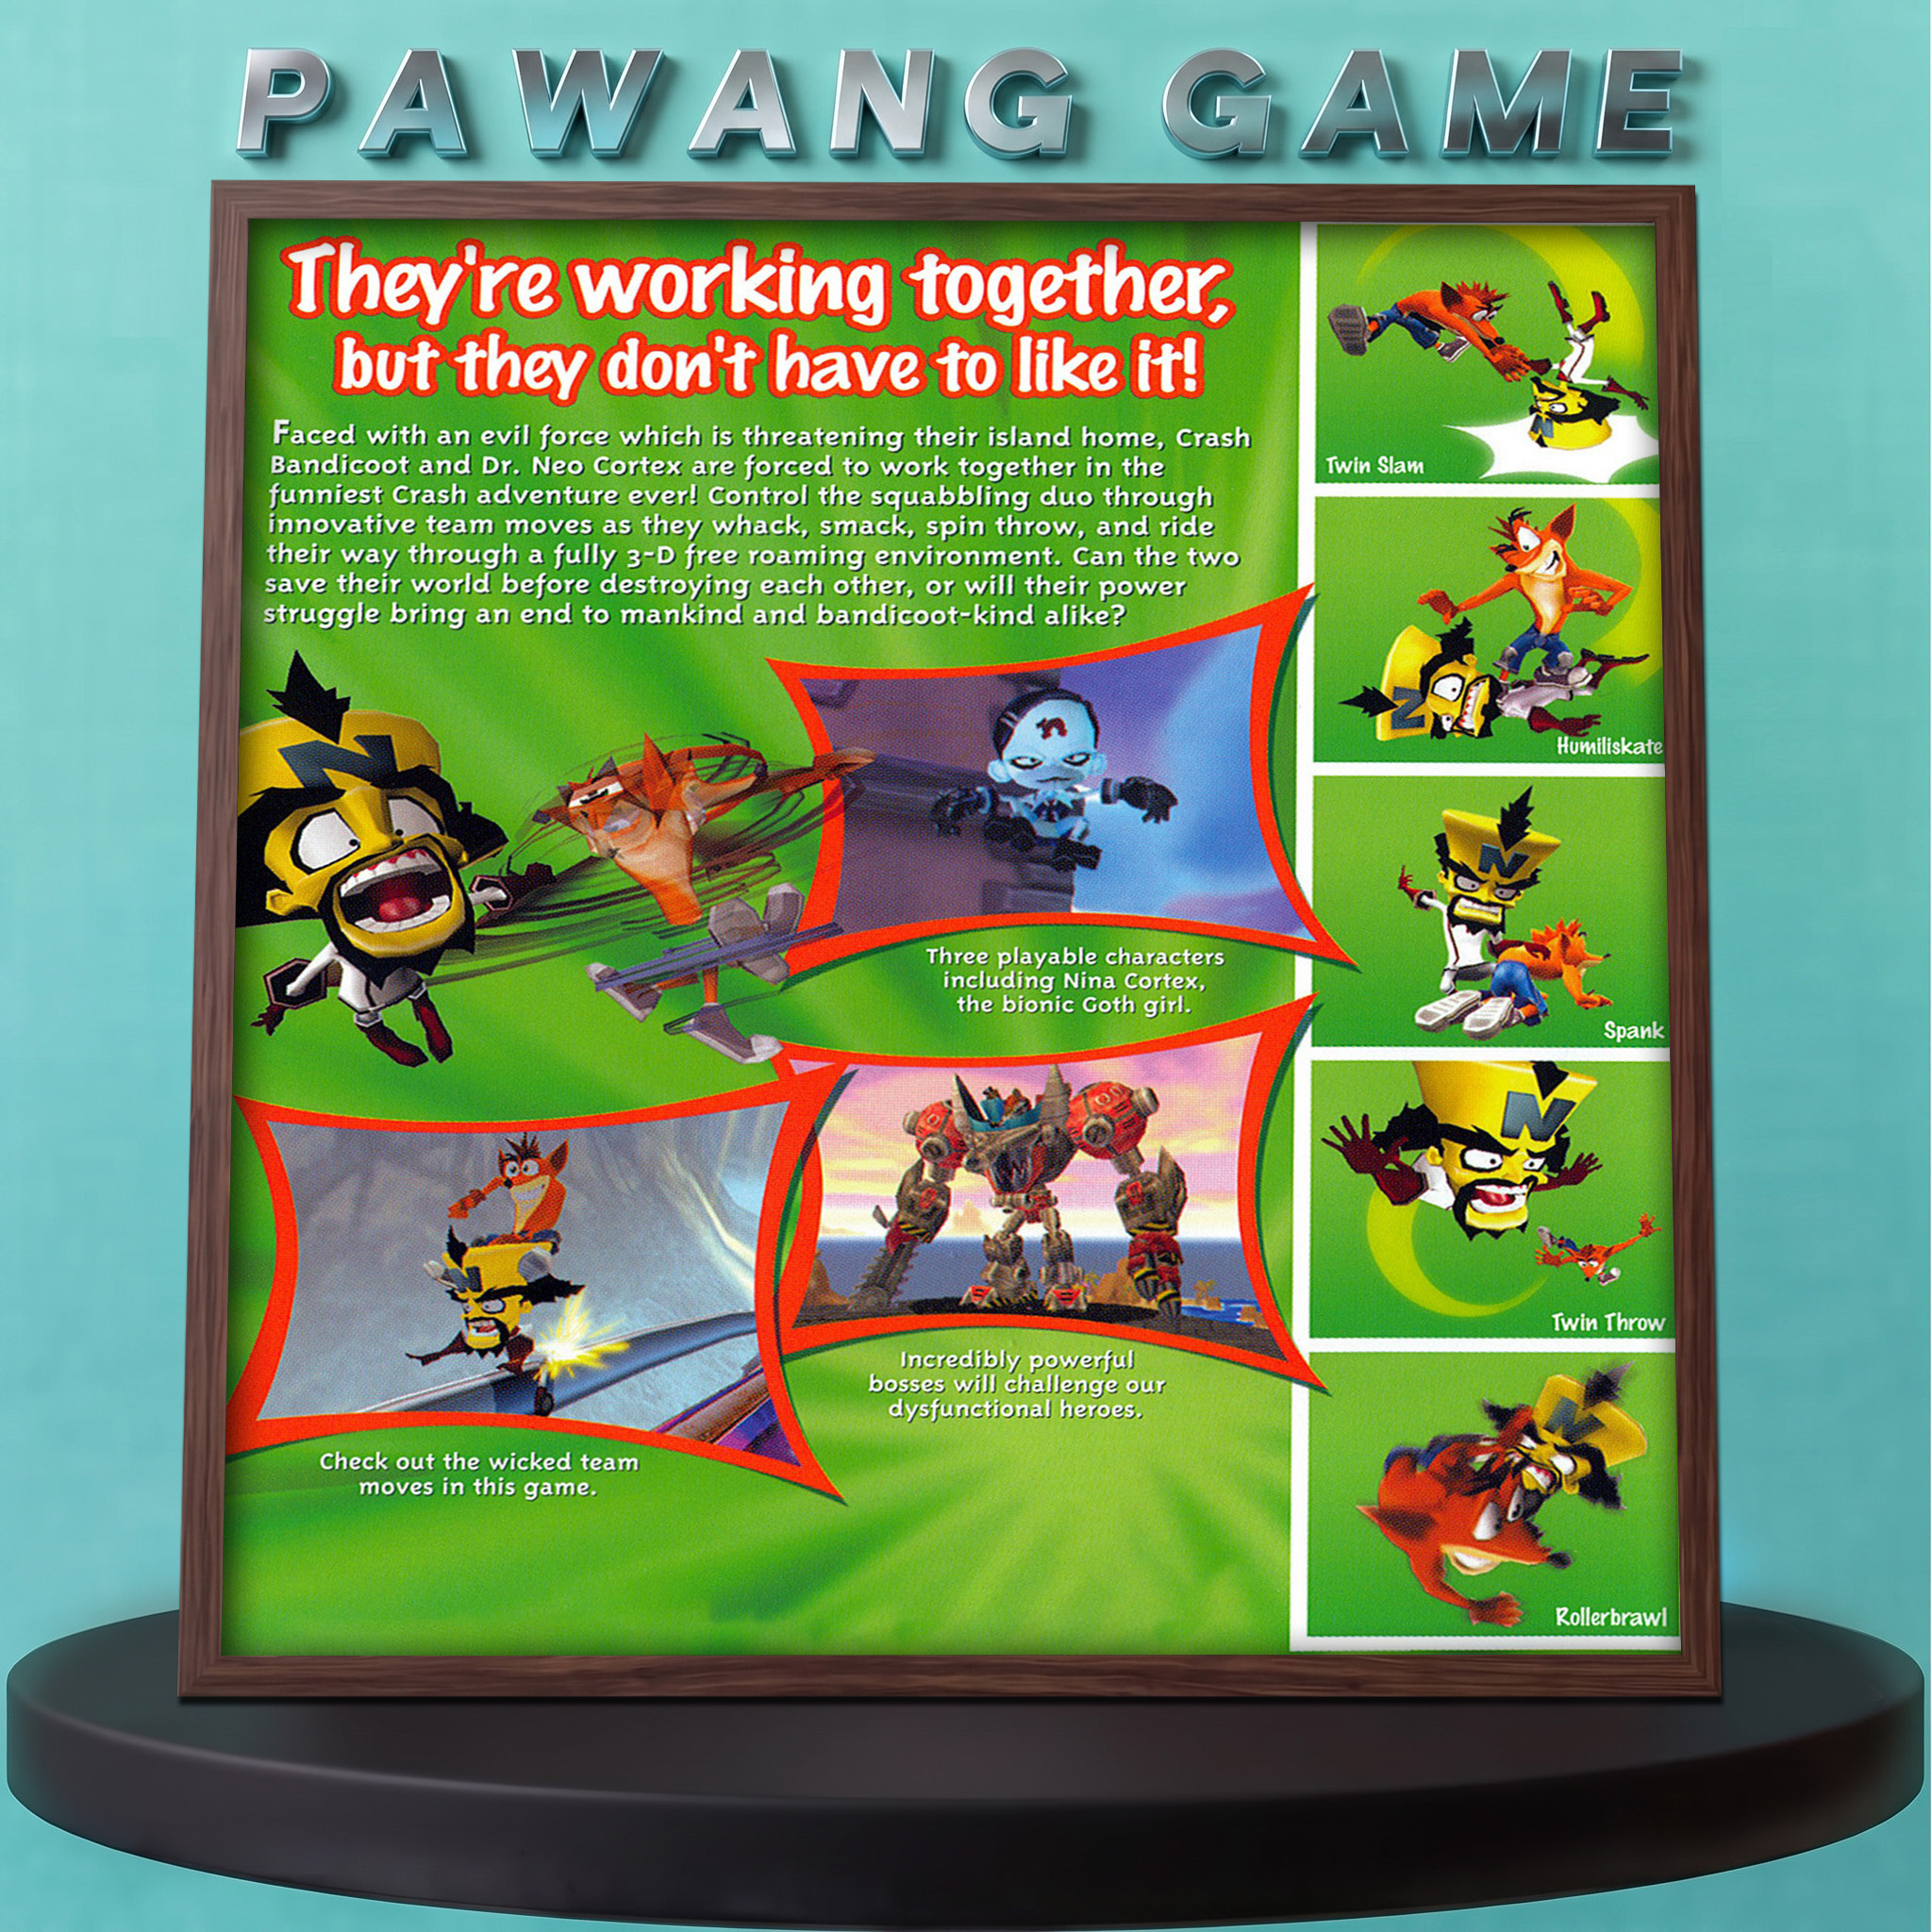 PAWANG GAME
They're working together,
but they don't have to like it!
Faced with an evil force which is threatening their island home, Crash
Bandicoot and Dr. Neo Cortex are forced to work together in the
funniest Crash adventure ever! Control the squabbling duo through
innovative team moves as they whack, smack, spin throw, and ride
their way through a fully 3-D free roaming environment. Can the two
save their world before destroying each other, or will their power
struggle bring an end to mankind and bandicoot-kind alike?
N
Three playable characters
including Nina Cortex,
the bionic Goth girl.
N
Check out the wicked team
moves in this game.
Incredibly powerful
bosses will challenge our
dysfunctional heroes.
N
Twin Slam
N
Humiliskate
N
Spank
N
Twin Throw
N
Rollerbrawl